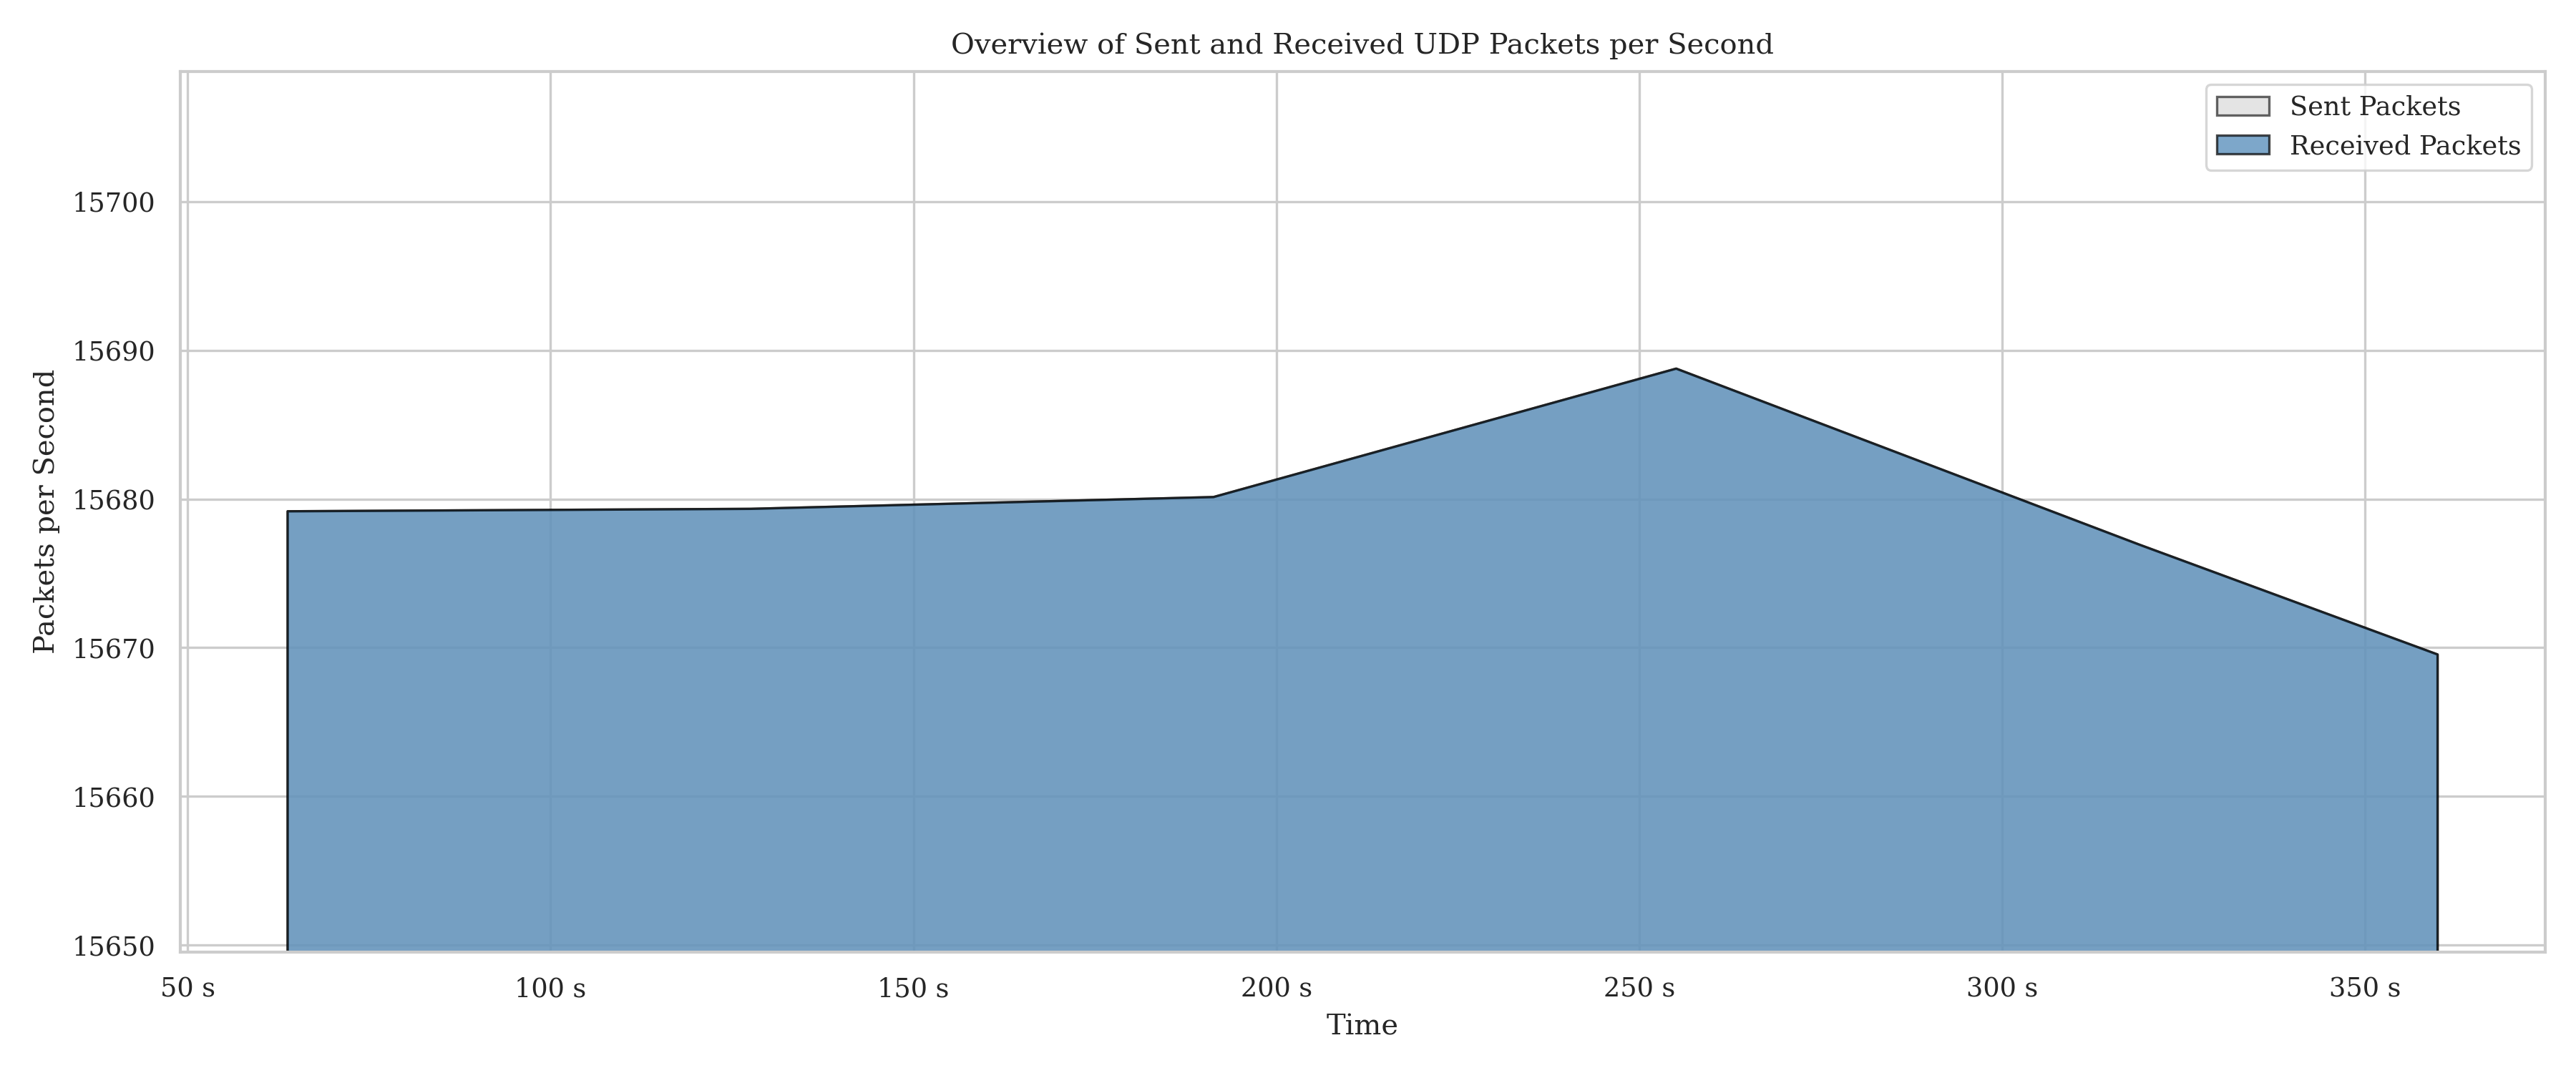 Overview of Sent and Received UDP Packets per Second
Sent Packets
Received Packets
Packets per Second
15700
15690
15680
15670
15660
15650
50 s
100 s
150 s
200 s
250 s
300 s
350 s
Time